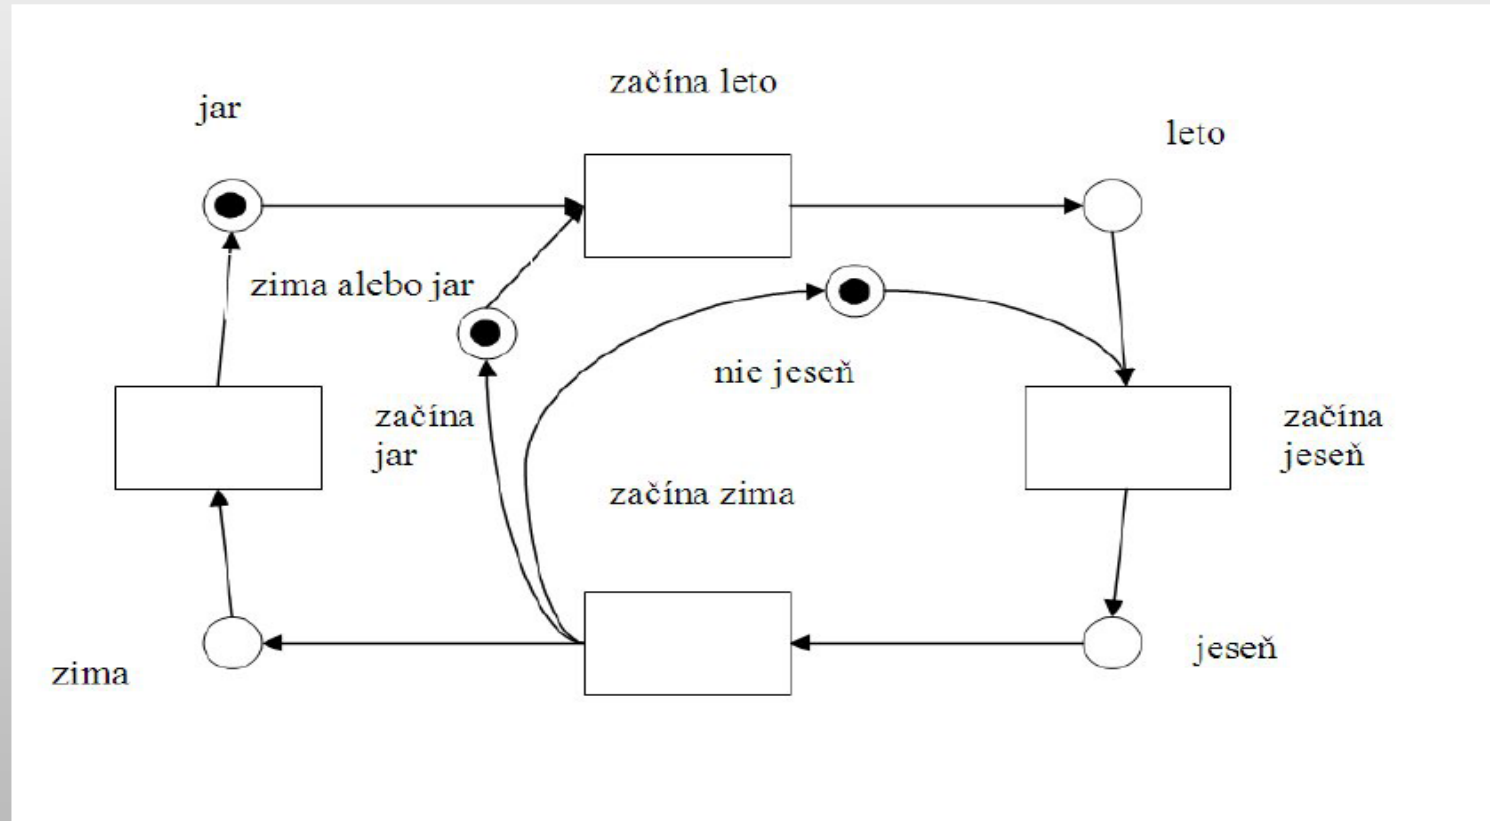 začína leto
jar
leto
zima alebo jar
nie jeseň
začína
jar
začína
jeseň
začína zima
zima
jeseň